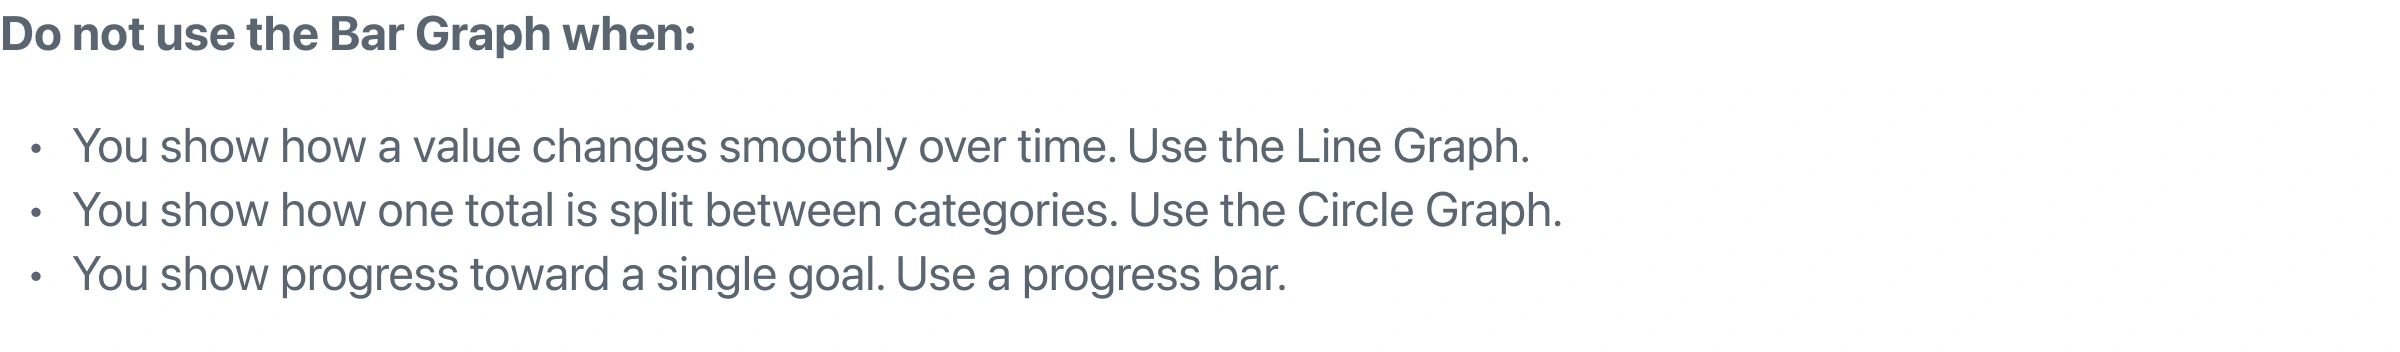 Do not use the Bar Graph when:
• You show how a value changes smoothly over time. Use the Line Graph.
• You show how one total is split between categories. Use the Circle Graph.
• You show progress toward a single goal. Use a progress bar.